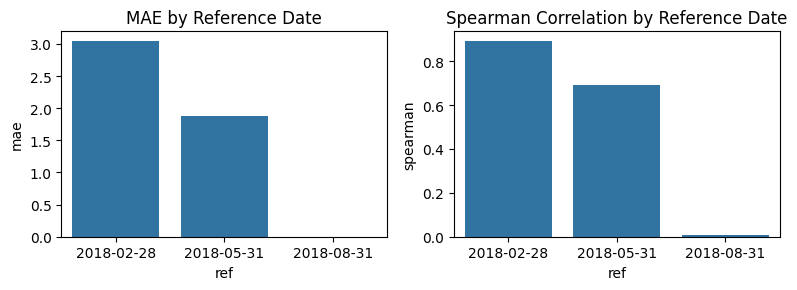 MAE by Reference Date
mae
3.0
2.5
2.0
1.5
1.0
0.5
0.0
2018-02-28 2018-05-31 2018-08-31
ref
Spearman Correlation by Reference Date
spearman
0.8
0.6
0.4
0.2
0.0
2018-02-28 2018-05-31 2018-08-31
ref